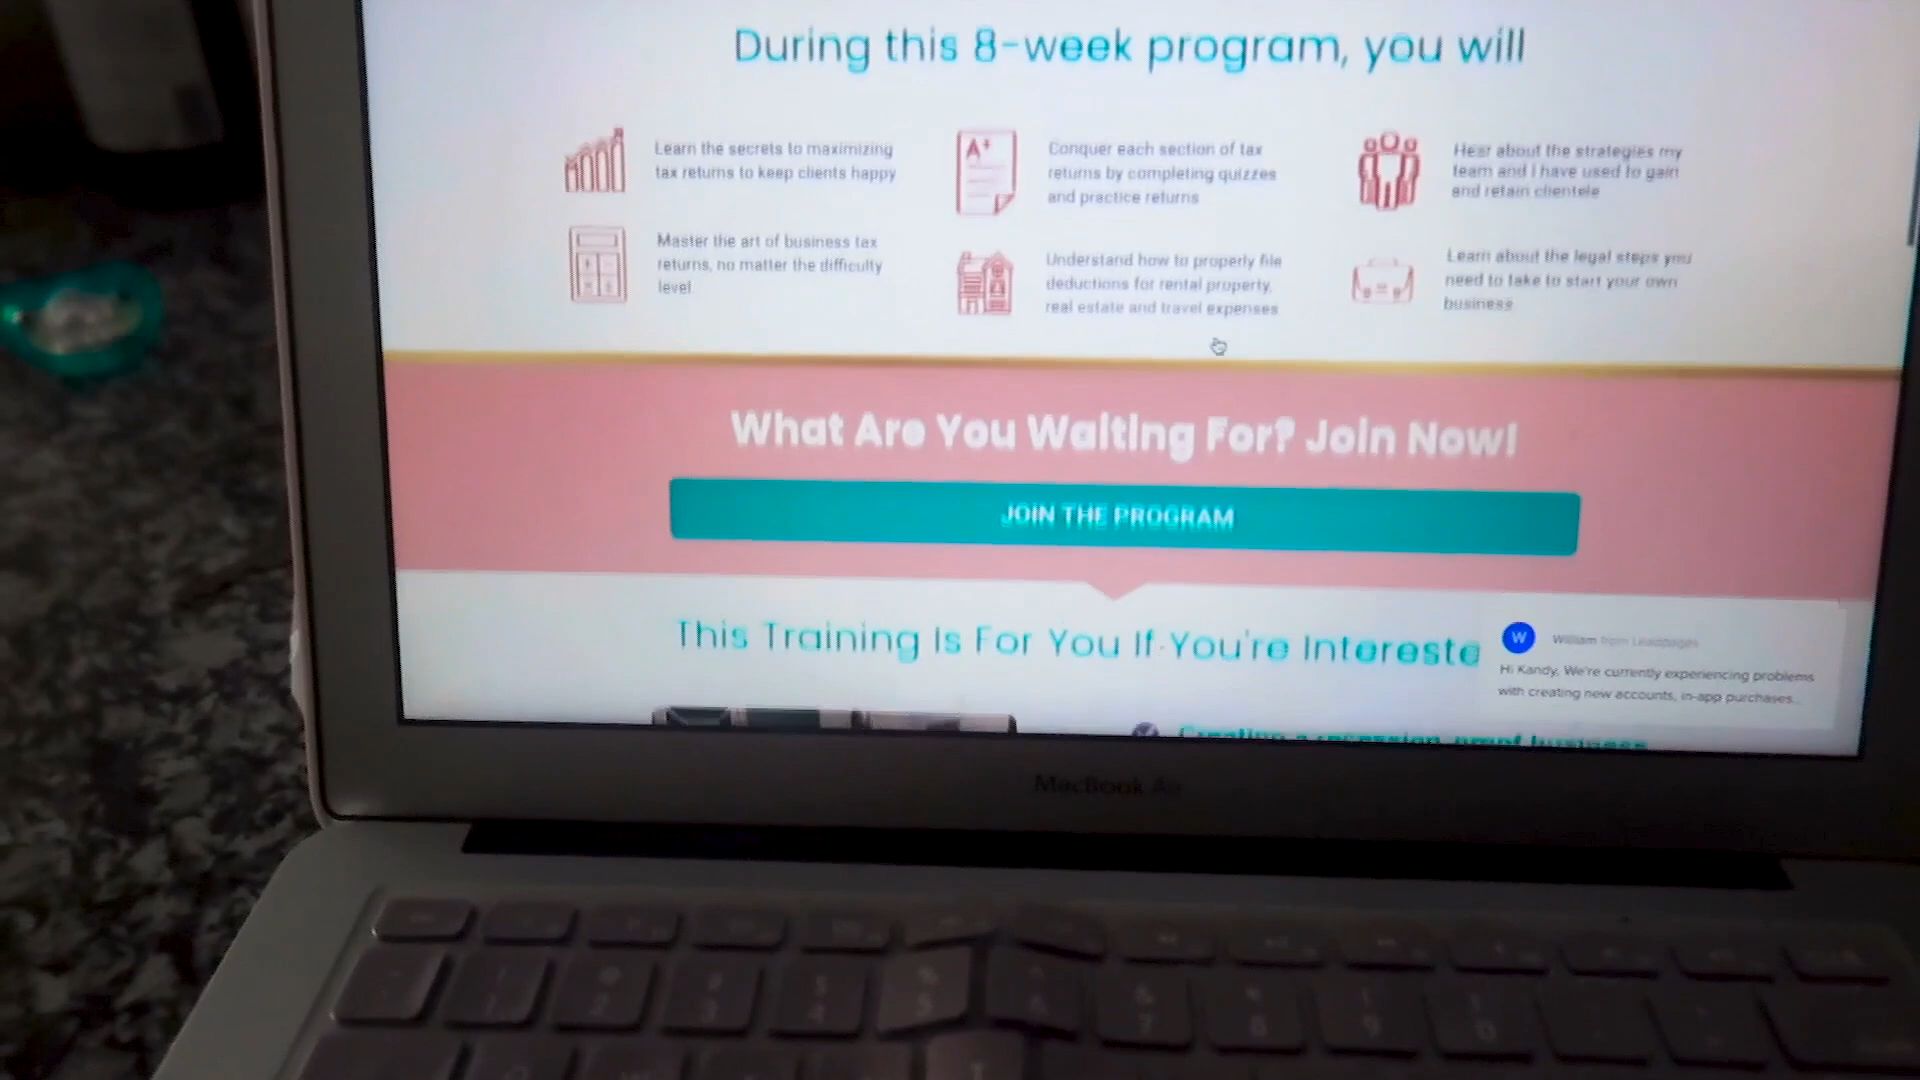 During this 8-week program, you will
Learn the secrets to maximizing
tax returns to keep clients happy
A+
Conquer each section of tax
returns by completing quizzes
and practice returns
Hear about the strategies my
team and I have used to gain
and retain clientele
Master the art of business tax
returns, no matter the difficulty
level
Understand how to properly file
deductions for rental property,
real estate and travel expenses
Learn about the legal steps you
need to take to start your own
business
What Are You Waiting For? Join Now!
JOIN THE PROGRAM
This Training Is For You If You're Intereste
W
William from Leadpages
Hi Kandy, We're currently experiencing problems
with creating new accounts, in-app purchases...
Creating a recession-proof business
MacBook Air